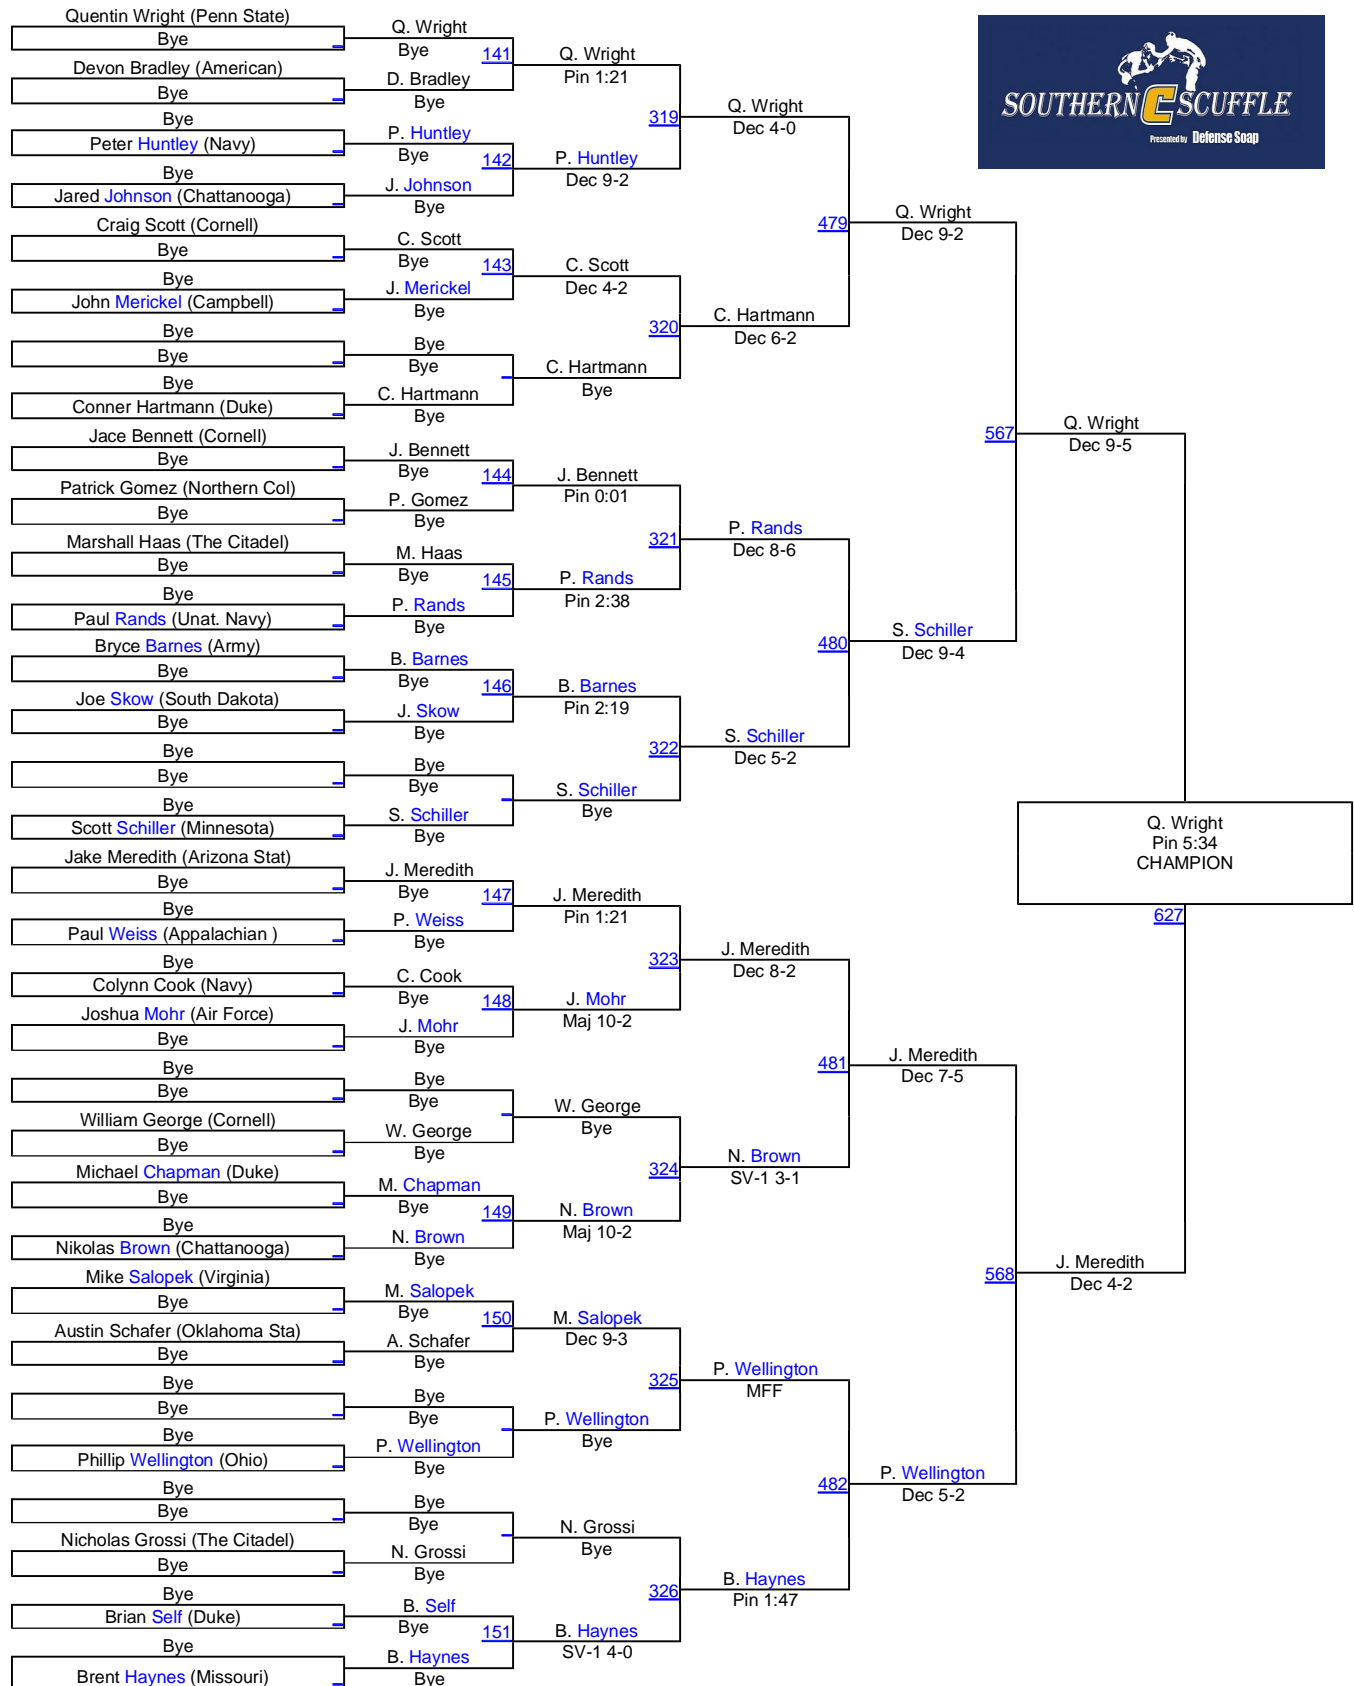 Quentin Wright (Penn State)
Bye
Devon Bradley (American)
Bye
Bye
Peter Huntley (Navy)
Bye
Jared Johnson (Chattanooga)
Craig Scott (Cornell)
Bye
Bye
John Merickel (Campbell)
Bye
Bye
Bye
Conner Hartmann (Duke)
Jace Bennett (Cornell)
Bye
Patrick Gomez (Northern Col)
Bye
Marshall Haas (The Citadel)
Bye
Bye
Paul Rands (Unat. Navy)
Bryce Barnes (Army)
Bye
Joe Skow (South Dakota)
Bye
Bye
Bye
Bye
Scott Schiller (Minnesota)
Jake Meredith (Arizona Stat)
Bye
Bye
Paul Weiss (Appalachian )
Bye
Colynn Cook (Navy)
Joshua Mohr (Air Force)
Bye
Bye
Bye
William George (Cornell)
Bye
Michael Chapman (Duke)
Bye
Bye
Nikolas Brown (Chattanooga)
Mike Salopek (Virginia)
Bye
Austin Schafer (Oklahoma Sta)
Bye
Bye
Bye
Bye
Phillip Wellington (Ohio)
Bye
Bye
Nicholas Grossi (The Citadel)
Bye
Bye
Brian Self (Duke)
Bye
Brent Haynes (Missouri)
Q. Wright
Bye
141
D. Bradley
Bye
P. Huntley
Bye
142
J. Johnson
Bye
C. Scott
Bye
143
J. Merickel
Bye
Bye
Bye
C. Hartmann
Bye
J. Bennett
Bye
144
P. Gomez
Bye
M. Haas
Bye
145
P. Rands
Bye
B. Barnes
Bye
146
J. Skow
Bye
Bye
Bye
S. Schiller
Bye
J. Meredith
Bye
147
P. Weiss
Bye
C. Cook
Bye
148
J. Mohr
Bye
Bye
Bye
W. George
Bye
M. Chapman
Bye
149
N. Brown
Bye
M. Salopek
Bye
150
A. Schafer
Bye
Bye
Bye
P. Wellington
Bye
Bye
Bye
N. Grossi
Bye
B. Self
Bye
151
B. Haynes
Bye
Q. Wright
Pin 1:21
319
P. Huntley
Dec 9-2
C. Scott
Dec 4-2
320
C. Hartmann
Bye
J. Bennett
Pin 0:01
321
P. Rands
Pin 2:38
B. Barnes
Pin 2:19
322
S. Schiller
Bye
J. Meredith
Pin 1:21
323
J. Mohr
Maj 10-2
W. George
Bye
324
N. Brown
Maj 10-2
M. Salopek
Dec 9-3
325
P. Wellington
Bye
N. Grossi
Bye
326
B. Haynes
SV-1 4-0
Q. Wright
Dec 4-0
479
C. Hartmann
Dec 6-2
P. Rands
Dec 8-6
480
S. Schiller
Dec 5-2
J. Meredith
Dec 8-2
481
N. Brown
SV-1 3-1
P. Wellington
MFF
482
B. Haynes
Pin 1:47
Q. Wright
Dec 9-2
567
S. Schiller
Dec 9-4
J. Meredith
Dec 7-5
568
P. Wellington
Dec 5-2
Q. Wright
Dec 9-5
J. Meredith
Dec 4-2
SOUTHERN C SCUFFLE
Presented by Defense Soap
Q. Wright
Pin 5:34
CHAMPION
627